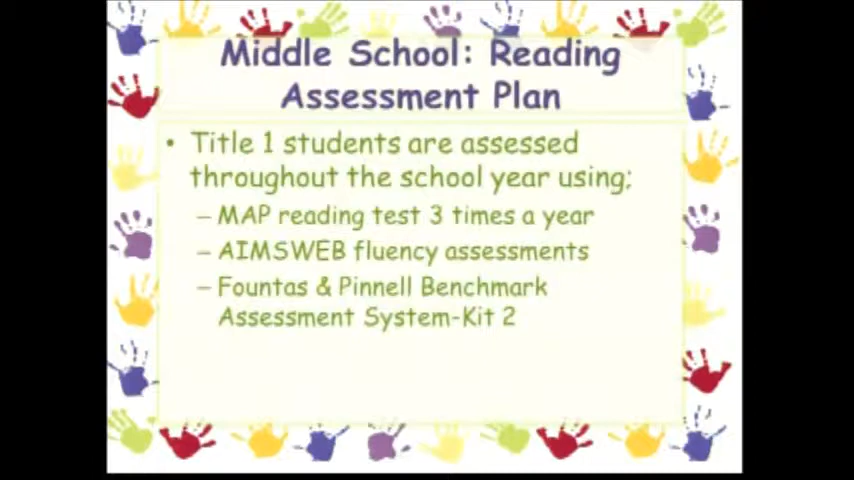 Middle School: Reading
Assessment Plan
• Title 1 students are assessed
throughout the school year using;
– MAP reading test 3 times a year
– AIMSWEB fluency assessments
– Fountas & Pinnell Benchmark
Assessment System-Kit 2